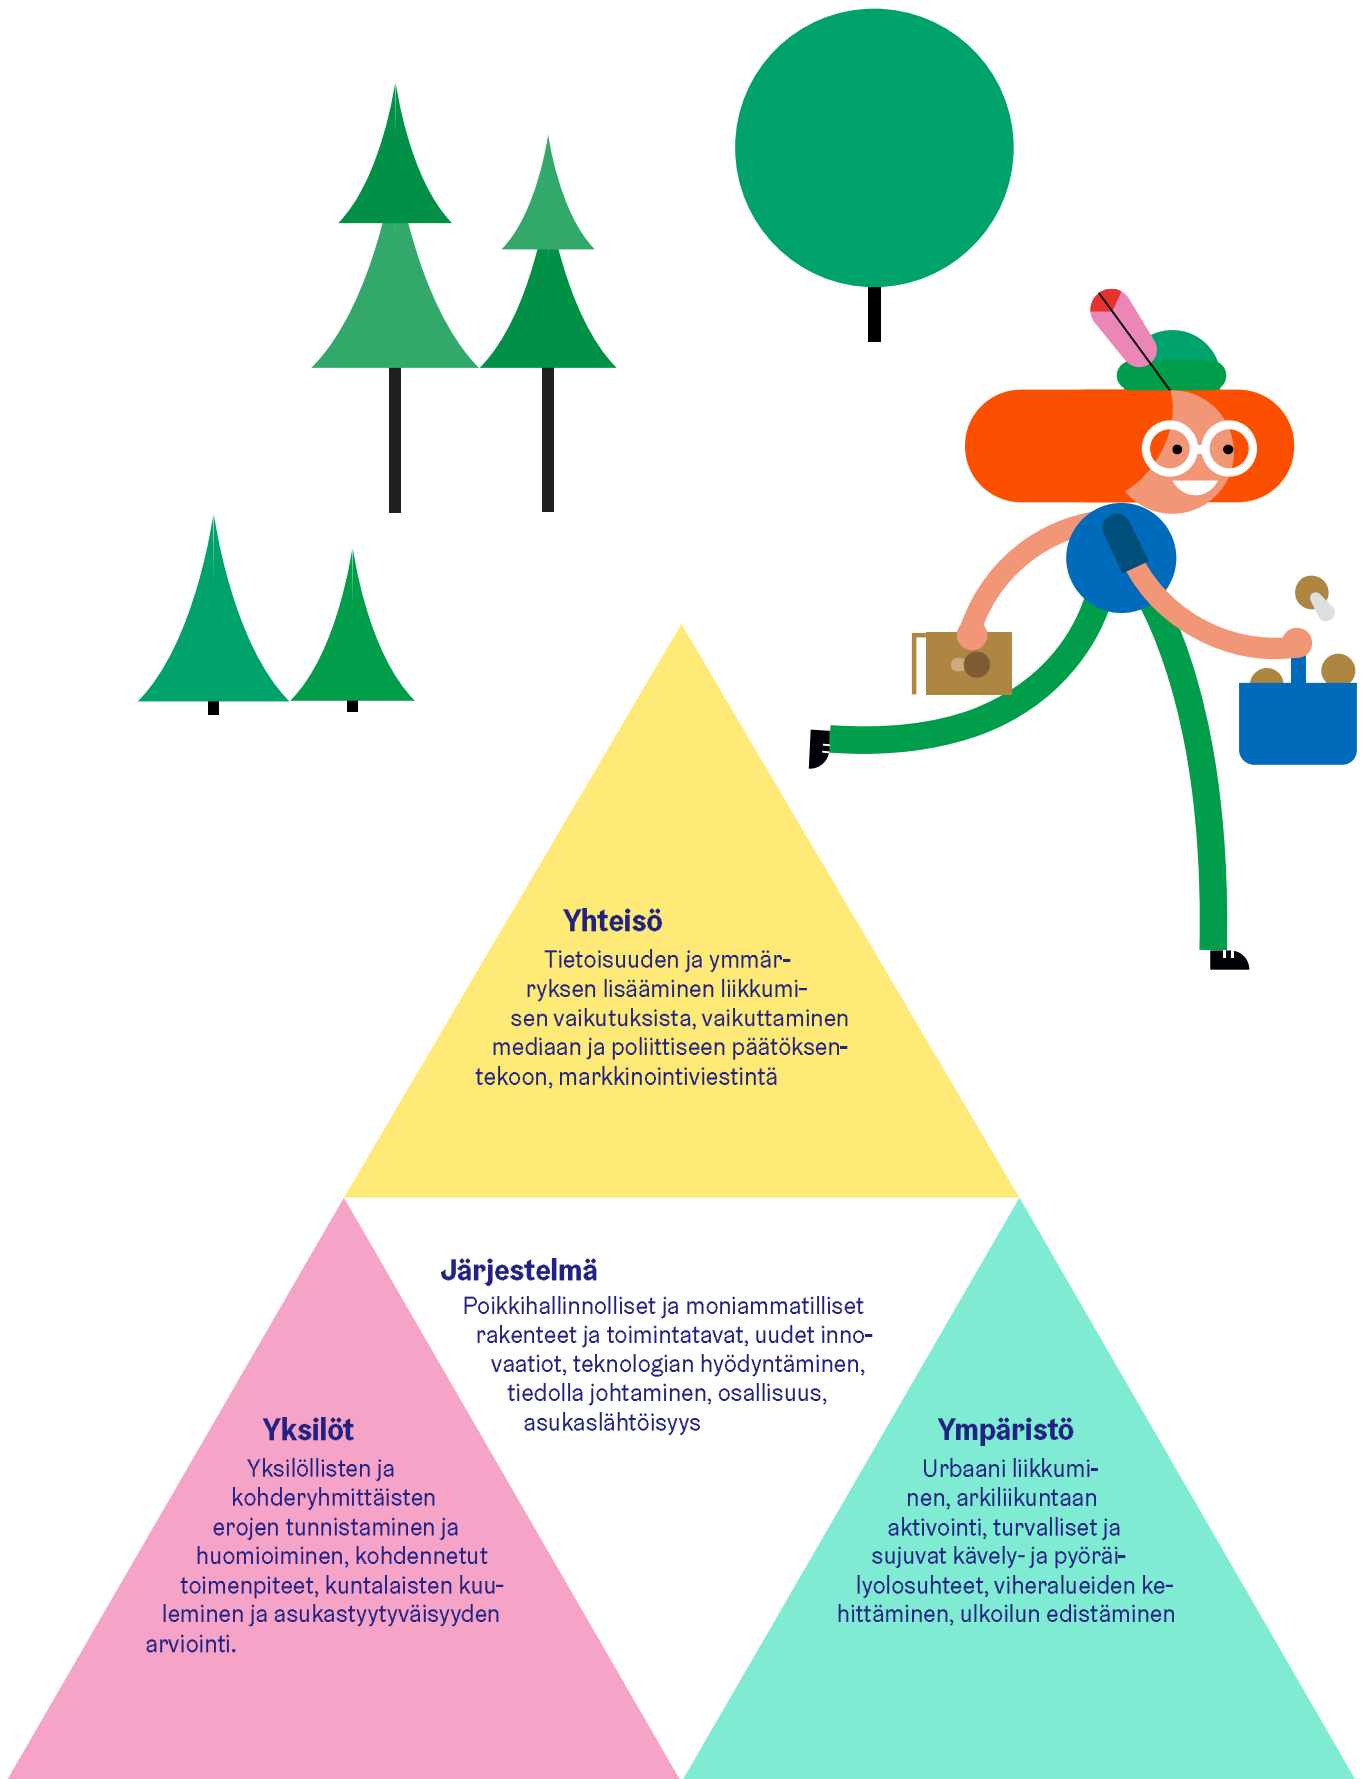 Yhteisö
Tietoisuuden ja ymmär-
ryksen lisääminen liikkumi-
sen vaikutuksista, vaikuttaminen
mediaan ja poliittiseen päätöksen-
tekoon, markkinointiviestintä
Järjestelmä
Poikkihallinnolliset ja moniammatilliset
rakenteet ja toimintatavat, uudet inno-
vaatiot, teknologian hyödyntäminen,
tiedolla johtaminen, osallisuus,
asukaslähtöisyys
Yksilöt
Yksilöllisten ja
kohderyhmittäisten
erojen tunnistaminen ja
huomioiminen, kohdennetut
toimenpiteet, kuntalaisten kuu-
leminen ja asukastyytyväisyyden
arviointi.
Ympäristö
Urbaani liikkumi-
nen, arkiliikuntaan
aktivointi, turvalliset ja
sujuvat kävely- ja pyöräi-
lyolosuhteet, viheralueiden ke-
hittäminen, ulkoilun edistäminen